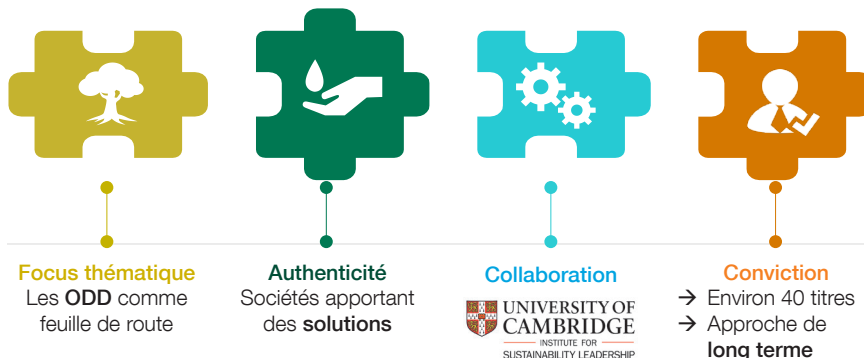 Focus thématique
Les ODD comme
feuille de route
Authenticité
Sociétés apportant
des solutions
Collaboration
UNIVERSITY OF
CAMBRIDGE
INSTITUTE FOR
SUSTAINABILITY LEADERSHIP
Conviction
→ Environ 40 titres
→ Approche de
long terme